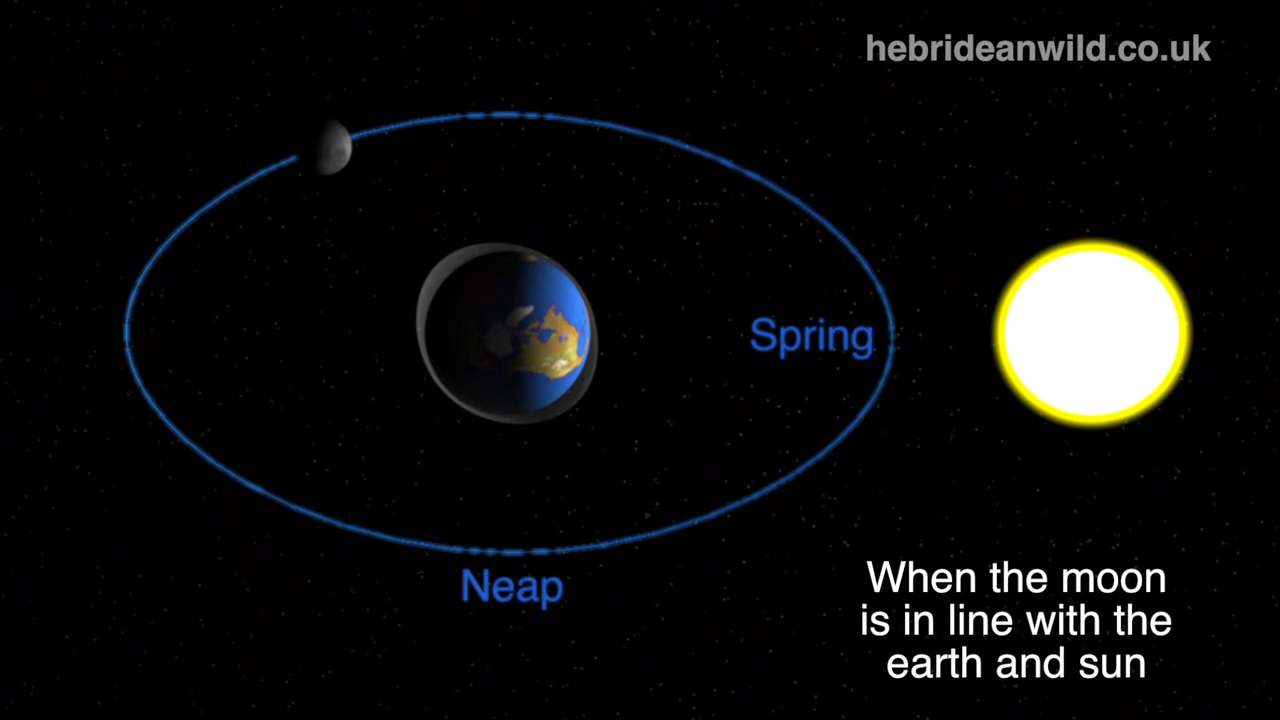 hebrideanwild.co.uk
Spring
Neap
When the moon
is in line with the
earth and sun